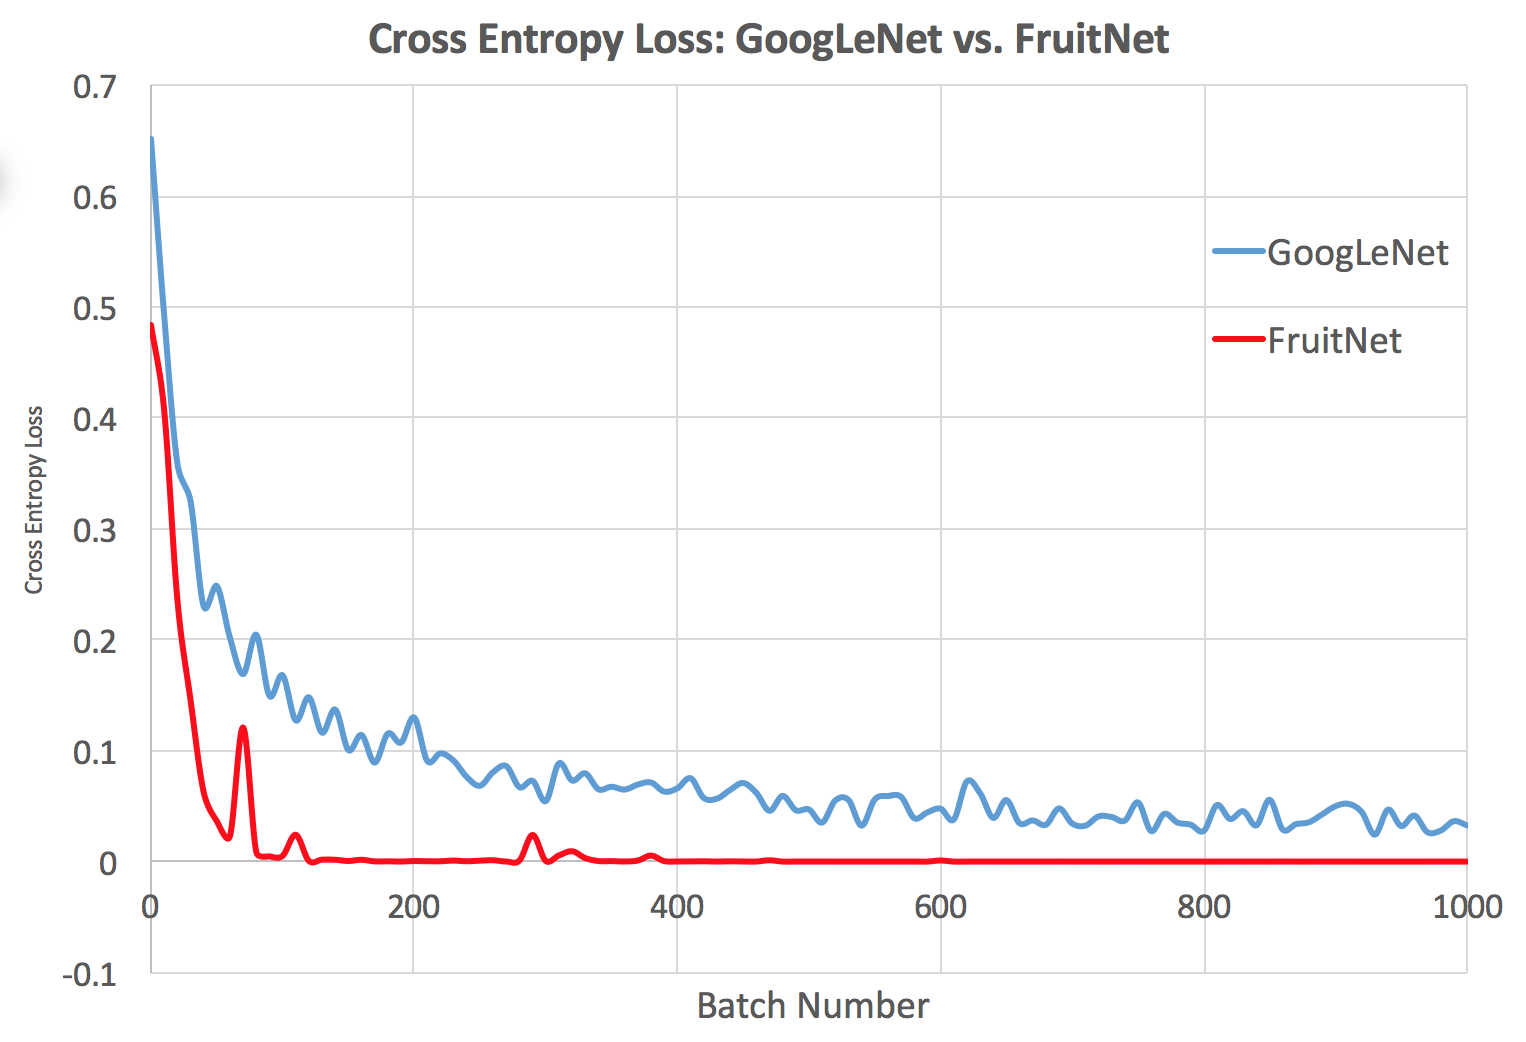 Cross Entropy Loss: GoogLeNet vs. FruitNet
0.7
0.6
0.5
0.4
0.3
0.2
0.1
0
-0.1
Cross Entropy Loss
GoogLeNet
FruitNet
0 200 400 600 800 1000
Batch Number